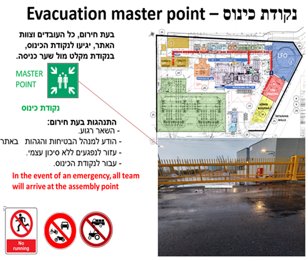 Evacuation master point – נקודת כינוס
בעת חירום, כל העובדים וצוות
האתר, יגיעו לנקודת הכינוס,
בנקודת מקלט מול שער כניסה.
MASTER
POINT
נקודת כינוס
התנהגות בעת חירום:
- השאר רגוע.
- הודע למנהל הבטיחות והגהות באתר
- עזור לנפגעים ללא סיכון עצמי.
- עבור לנקודת הכינוס.
In the event of an emergency, all team
will arrive at the assembly point
No
running